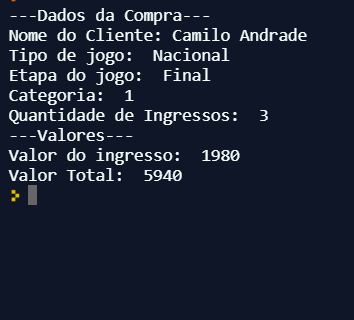 ---Dados da Compra---
Nome do Cliente: Camilo Andrade
Tipo de jogo:  Nacional
Etapa do jogo:  Final
Categoria:  1
Quantidade de Ingressos:  3
---Valores---
Valor do ingresso:  1980
Valor Total:  5940
>